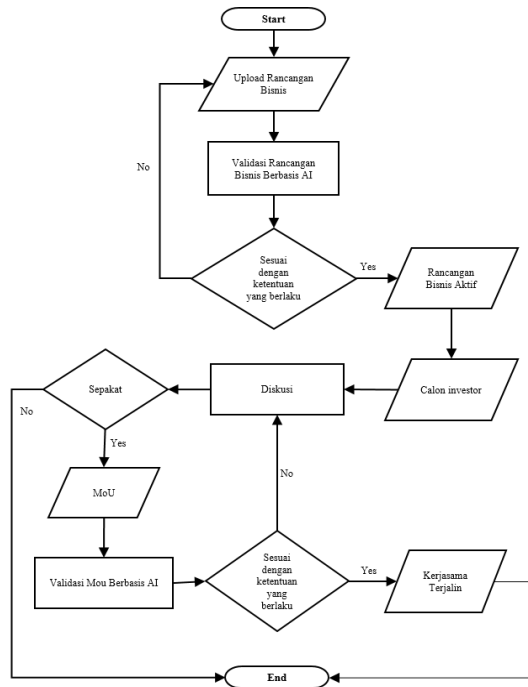 Start
Upload Rancangan
Bisnis
No
Validasi Rancangan
Bisnis Berbasis AI
Sesuai
dengan
ketentuan
yang berlaku
Yes
Rancangan
Bisnis Aktif
Sepakat
Diskusi
Calon investor
No
Yes
No
MoU
Sesuai
dengan
ketentuan
yang
berlaku
Yes
Validasi Mou Berbasis AI
Kerjasama
Terjalin
End